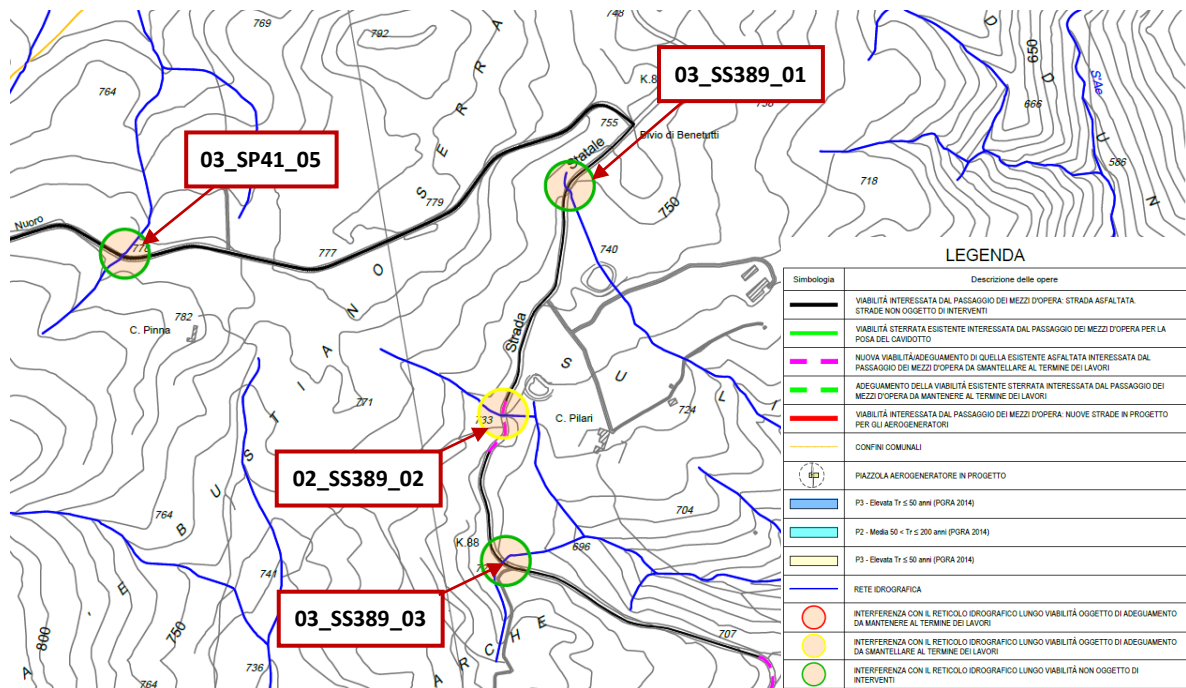 769
792
748
764
K.8
03_SS389_01
755
Bivio di Benetutti
Statale
03_SP41_05
S E R R A
779
750
Nuoro
777
740
782
C. Pinna
N O
Strada
S U L I
I A
771
733
C. Pilari
724
02_SS389_02
B U S T
764
704
K.88
696
741
03_SS389_03
' E
800
750
707
A R C H E
736
764
A
D D U N
650
666
S'Ae
586
718
LEGENDA
Simbologia Descrizione delle opere
VIABILITÁ INTERESSATA DAL PASSAGGIO DEI MEZZI D'OPERA: STRADA ASFALTATA.
STRADE NON OGGETTO DI INTERVENTI
VIABILITÁ STERRATA ESISTENTE INTERESSATA DAL PASSAGGIO DEI MEZZI D'OPERA PER LA
POSA DEL CAVIDOTTO
NUOVA VIABILITÁ/ADEGUAMENTO DI QUELLA ESISTENTE ASFALTATA INTERESSATA DAL
PASSAGGIO DEI MEZZI D'OPERA DA SMANTELLARE AL TERMINE DEI LAVORI
ADEGUAMENTO DELLA VIABILITÁ ESISTENTE STERRATA INTERESSATA DAL PASSAGGIO DEI
MEZZI D'OPERA DA MANTENERE AL TERMINE DEI LAVORI
VIABILITÁ INTERESSATA DAL PASSAGGIO DEI MEZZI D'OPERA: NUOVE STRADE IN PROGETTO
PER GLI AEROGENERATORI
CONFINI COMUNALI
PIAZZOLA AEROGENERATORE IN PROGETTO
P3 - Elevata Tr ≤ 50 anni (PGRA 2014)
P2 - Media 50 < Tr ≤ 200 anni (PGRA 2014)
P3 - Elevata Tr ≤ 50 anni (PGRA 2014)
RETE IDROGRAFICA
INTERFERENZA CON IL RETICOLO IDROGRAFICO LUNGO VIABILITÁ OGGETTO DI ADEGUAMENTO
DA MANTENERE AL TERMINE DEI LAVORI
INTERFERENZA CON IL RETICOLO IDROGRAFICO LUNGO VIABILITÁ OGGETTO DI ADEGUAMENTO
DA SMANTELLARE AL TERMINE DEI LAVORI
INTERFERENZA CON IL RETICOLO IDROGRAFICO LUNGO VIABILITÁ NON OGGETTO DI
INTERVENTI